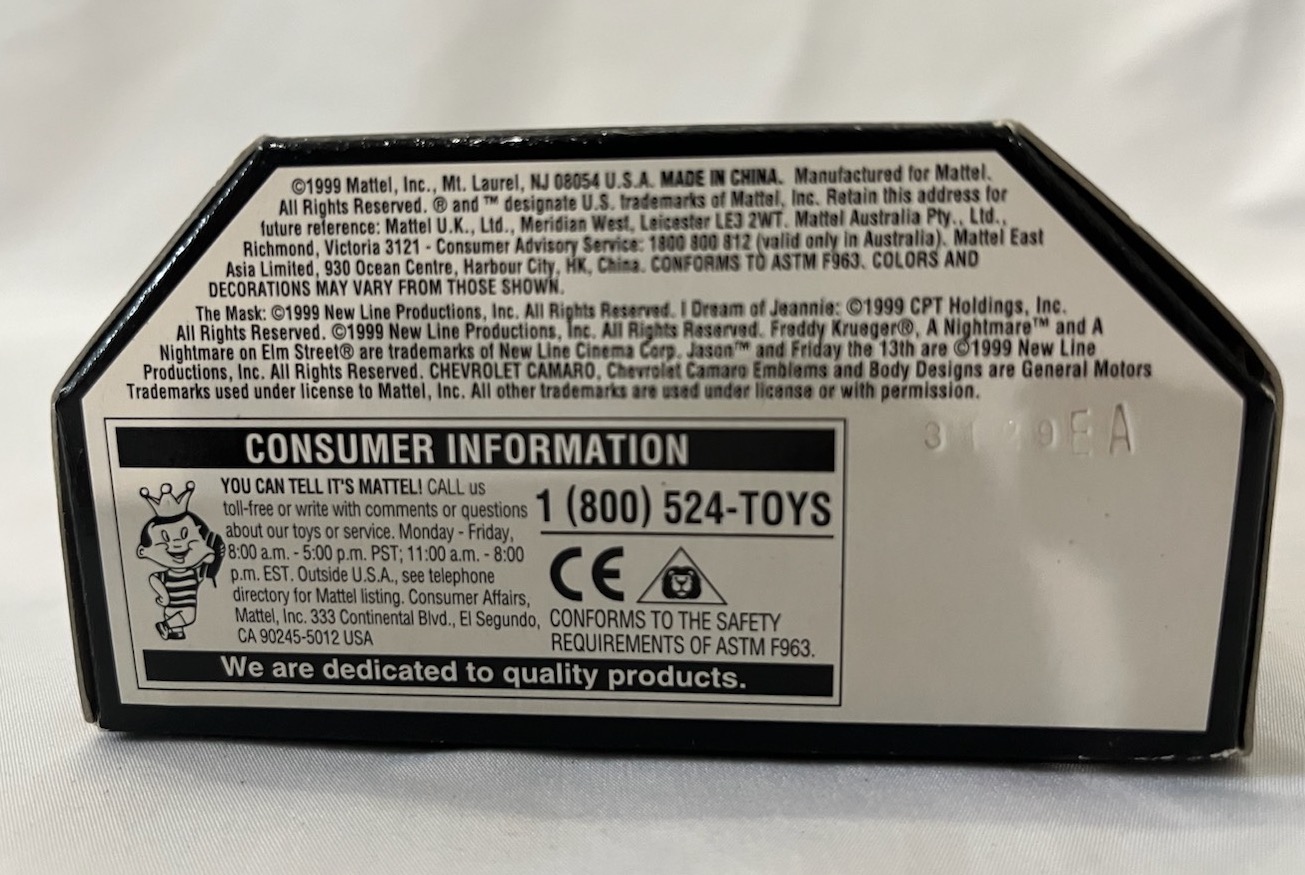 ©1999 Mattel, Inc., Mt. Laurel, NJ 08054 U.S.A. MADE IN CHINA. Manufactured for Mattel.
All Rights Reserved. ® and ™ designate U.S. trademarks of Mattel, Inc. Retain this address for
future reference: Mattel U.K., Ltd., Meridian West, Leicester LE3 2WT. Mattel Australia Pty., Ltd.,
Richmond, Victoria 3121 - Consumer Advisory Service: 1800 800 812 (valid only in Australia). Mattel East
Asia Limited, 930 Ocean Centre, Harbour City, HK, China. CONFORMS TO ASTM F963. COLORS AND
DECORATIONS MAY VARY FROM THOSE SHOWN.
The Mask: ©1999 New Line Productions, Inc. All Rights Reserved. I Dream of Jeannie: ©1999 CPT Holdings, Inc.
All Rights Reserved. ©1999 New Line Productions, Inc. All Rights Reserved. Freddy Krueger®, A Nightmare™ and A
Nightmare on Elm Street® are trademarks of New Line Cinema Corp. Jason™ and Friday the 13th are ©1999 New Line
Productions, Inc. All Rights Reserved. CHEVROLET CAMARO, Chevrolet Camaro Emblems and Body Designs are General Motors
Trademarks used under license to Mattel, Inc. All other trademarks are used under license or with permission.
CONSUMER INFORMATION
YOU CAN TELL IT'S MATTEL! CALL us
toll-free or write with comments or questions
about our toys or service. Monday - Friday,
8:00 a.m. - 5:00 p.m. PST; 11:00 a.m. - 8:00
p.m. EST. Outside U.S.A., see telephone
directory for Mattel listing. Consumer Affairs,
Mattel, Inc. 333 Continental Blvd., El Segundo,
CA 90245-5012 USA
1 (800) 524-TOYS
CE
CONFORMS TO THE SAFETY
REQUIREMENTS OF ASTM F963.
We are dedicated to quality products.